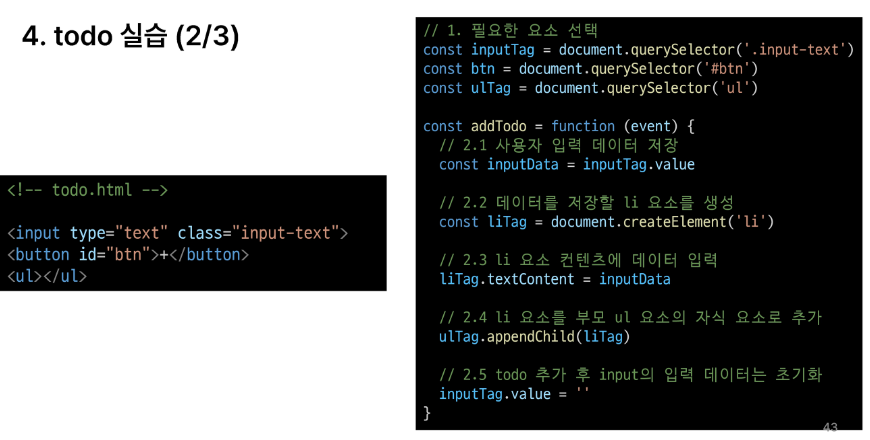 4. todo 실습 (2/3)
<!-- todo.html -->
<input type="text" class="input-text">
<button id="btn">+</button>
<ul></ul>
// 1. 필요한 요소 선택
const inputTag = document.querySelector('.input-text')
const btn = document.querySelector('#btn')
const ulTag = document.querySelector('ul')
const addTodo = function (event) {
// 2.1 사용자 입력 데이터 저장
const inputData = inputTag.value
// 2.2 데이터를 저장할 li 요소를 생성
const liTag = document.createElement('li')
// 2.3 li 요소 컨텐츠에 데이터 입력
liTag.textContent = inputData
// 2.4 li 요소를 부모 ul 요소의 자식 요소로 추가
ulTag.appendChild(liTag)
// 2.5 todo 추가 후 input의 입력 데이터는 초기화
inputTag.value = ''
}
43